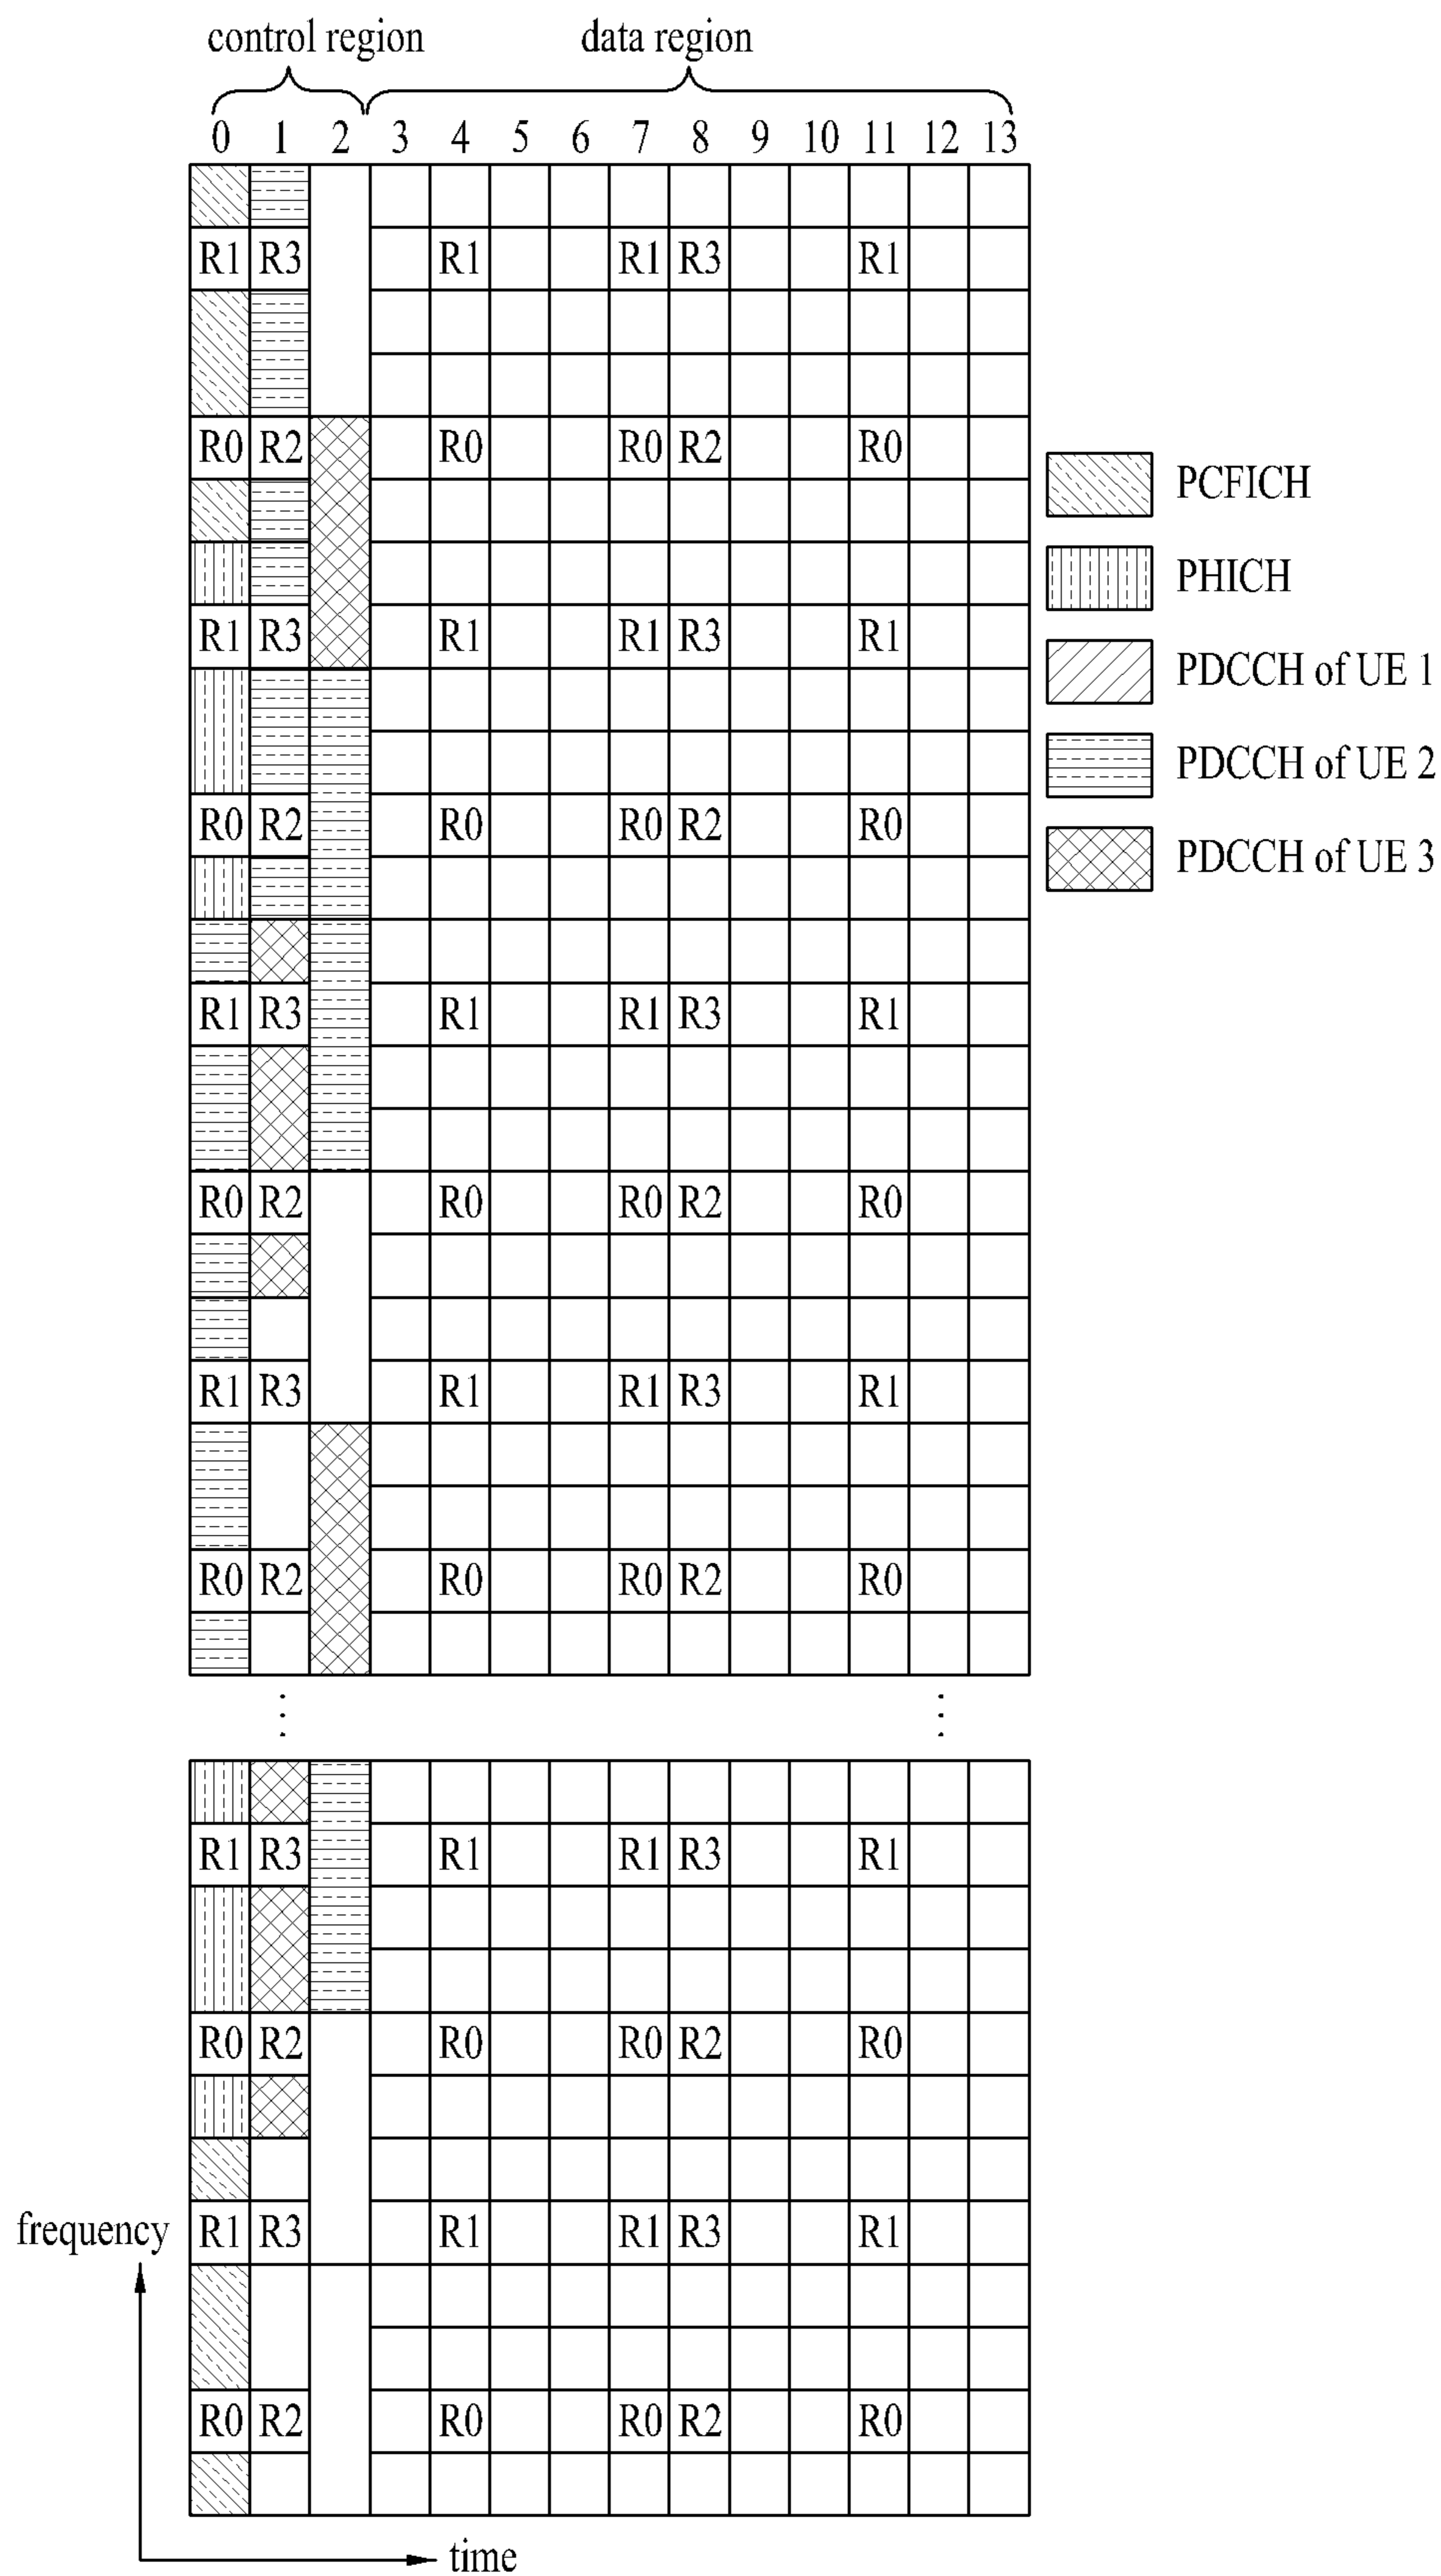 control region data region
0 1 2 3 4 5 6 7 8 9 10 11 12 13
R1 R3 R1 R1 R3 R1
R0 R2 R0 R0 R2 R0
PCFICH
PHICH
R1 R3 R1 R1 R3 R1
PDCCH of UE 1
PDCCH of UE 2
R0 R2 R0 R0 R2 R0
PDCCH of UE 3
R1 R3 R1 R1 R3 R1
R0 R2 R0 R0 R2 R0
R1 R3 R1 R1 R3 R1
R0 R2 R0 R0 R2 R0
R1 R3 R1 R1 R3 R1
R0 R2 R0 R0 R2 R0
frequency R1 R3 R1 R1 R3 R1
R0 R2 R0 R0 R2 R0
time